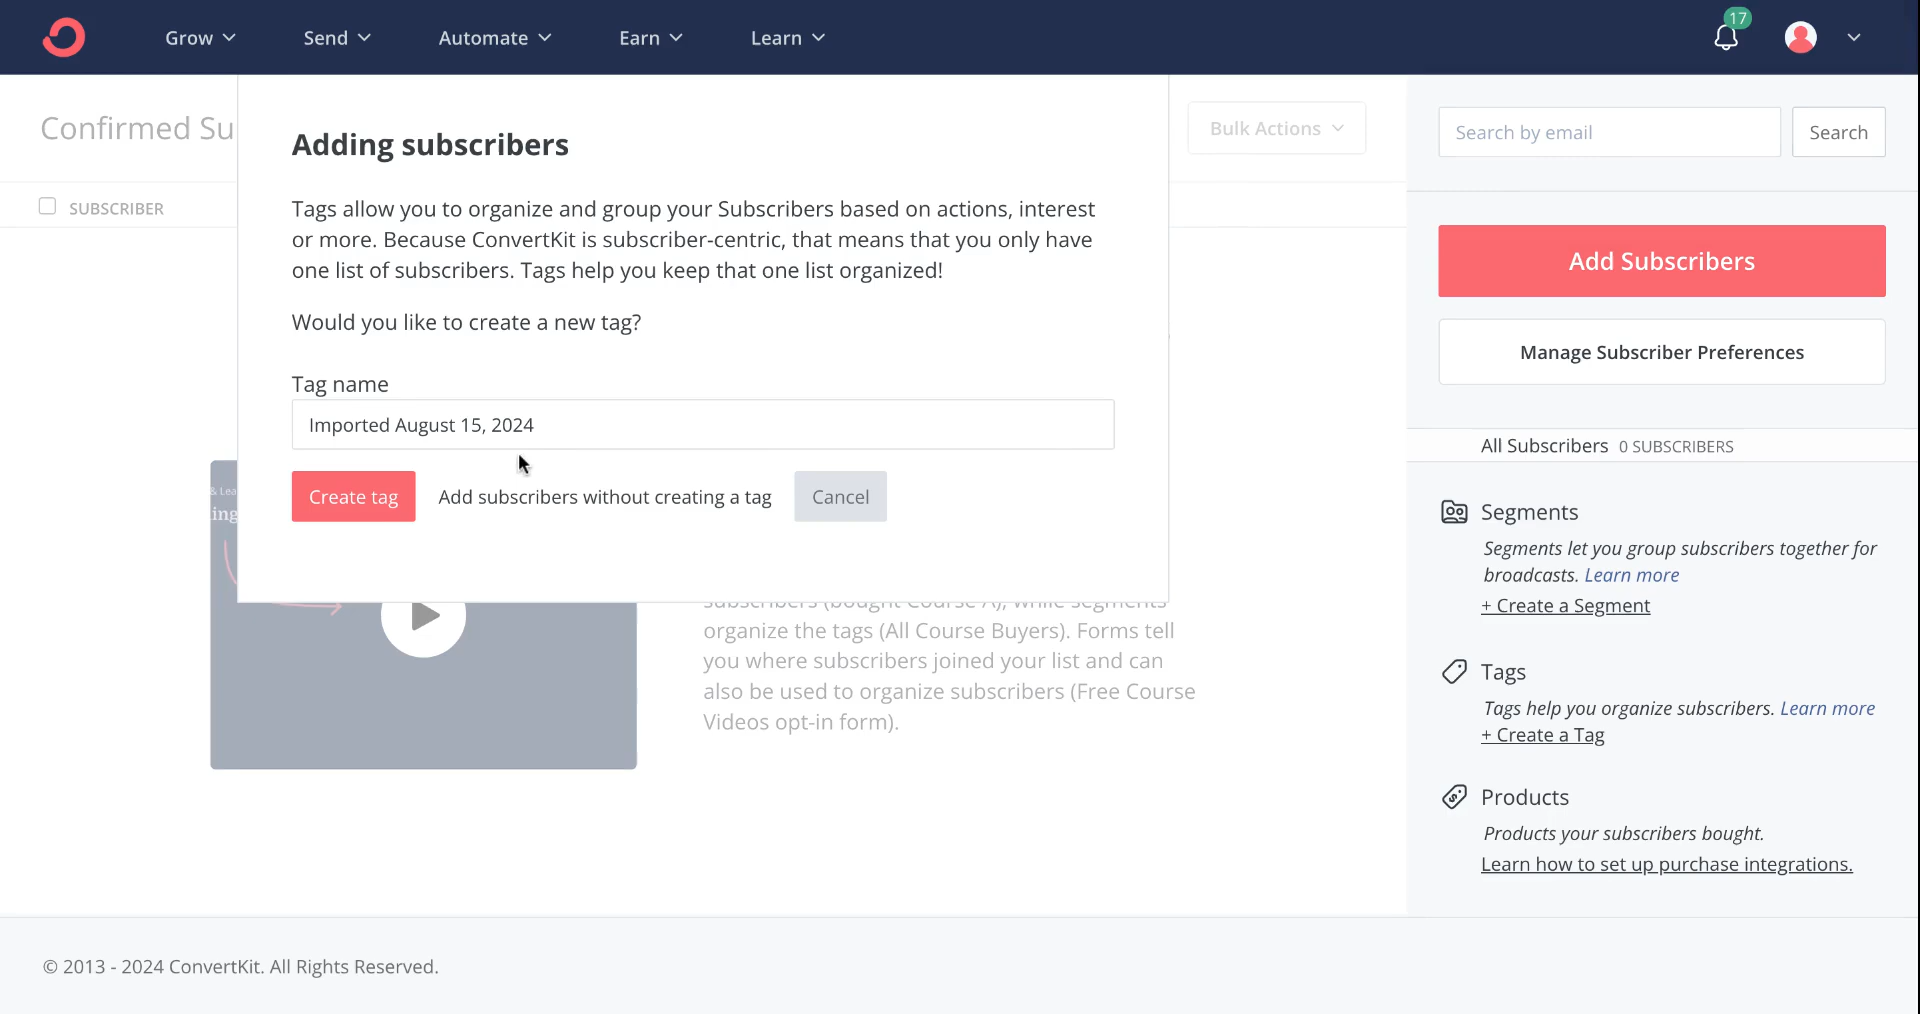 Grow Send Automate Earn Learn 17
Confirmed Su
Bulk Actions
Search by email Search
SUBSCRIBER
Adding subscribers
Tags allow you to organize and group your Subscribers based on actions, interest
or more. Because ConvertKit is subscriber-centric, that means that you only have
one list of subscribers. Tags help you keep that one list organized!
Would you like to create a new tag?
Tag name
Imported August 15, 2024
Create tag Add subscribers without creating a tag Cancel
& Lea
ing
subscribers (bought Course A), while segments
organize the tags (All Course Buyers). Forms tell
you where subscribers joined your list and can
also be used to organize subscribers (Free Course
Videos opt-in form).
Add Subscribers
Manage Subscriber Preferences
All Subscribers 0 SUBSCRIBERS
Segments
Segments let you group subscribers together for
broadcasts. Learn more
+ Create a Segment
Tags
Tags help you organize subscribers. Learn more
+ Create a Tag
Products
Products your subscribers bought.
Learn how to set up purchase integrations.
© 2013 - 2024 ConvertKit. All Rights Reserved.